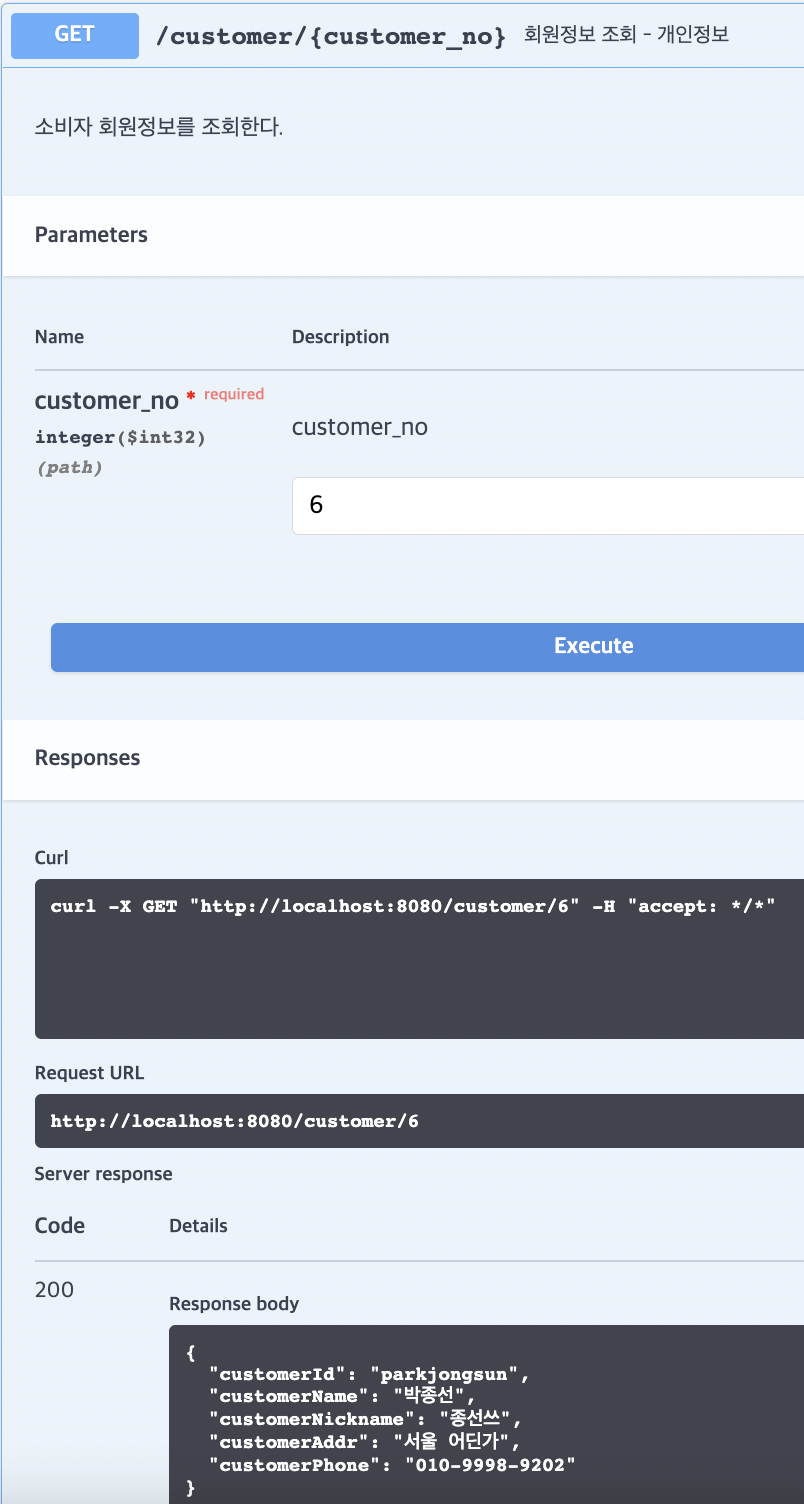 GET /customer/{customer_no} 회원정보 조회 - 개인정보
소비자 회원정보를 조회한다.
Parameters
Name Description
customer_no * required
integer($int32)
(path)
customer_no
6
Execute
Responses
Curl
curl -X GET "http://localhost:8080/customer/6" -H "accept: */*"
Request URL
http://localhost:8080/customer/6
Server response
Code Details
200
Response body
{
"customerId": "parkjongsun",
"customerName": "박종선",
"customerNickname": "종선쓰",
"customerAddr": "서울 어딘가",
"customerPhone": "010-9998-9202"
}